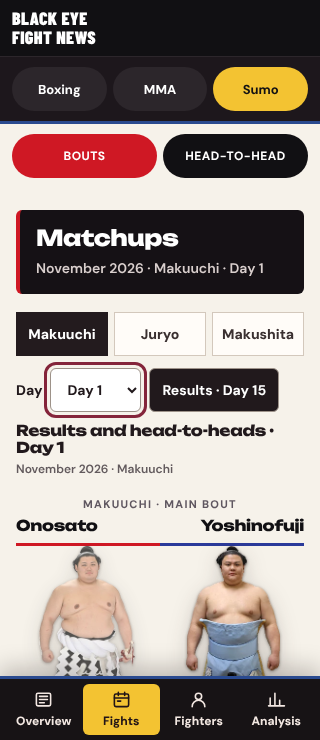 BLACK EYE
FIGHT NEWS
Boxing
MMA
Sumo
BOUTS
HEAD-TO-HEAD
Matchups
November 2026 · Makuuchi · Day 1
Makuuchi
Juryo
Makushita
Day
Day 1
Results · Day 15
Results and head-to-heads ·
Day 1
November 2026 · Makuuchi
MAKUUCHI · MAIN BOUT
Onosato
Yoshinofuji
Overview
Fights
Fighters
Analysis